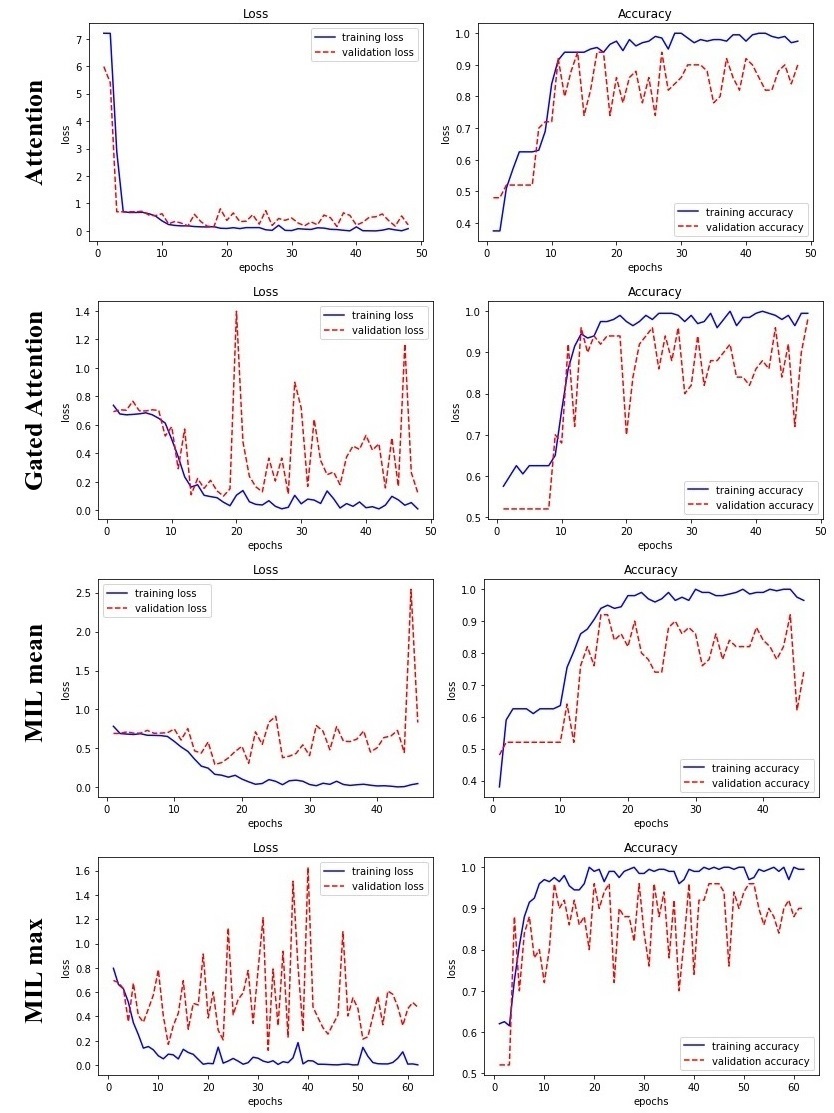 Attention
Loss
training loss
validation loss
7
6
5
4
3
2
1
0
loss
0 10 20 30 40 50
epochs
Accuracy
1.0
0.9
0.8
0.7
0.6
0.5
0.4
loss
training accuracy
validation accuracy
0 10 20 30 40 50
epochs
Gated Attention
Loss
training loss
validation loss
1.4
1.2
1.0
0.8
0.6
0.4
0.2
0.0
loss
0 10 20 30 40 50
epochs
Accuracy
1.0
0.9
0.8
0.7
0.6
0.5
loss
training accuracy
validation accuracy
0 10 20 30 40 50
epochs
MIL mean
Loss
training loss
validation loss
2.5
2.0
1.5
1.0
0.5
0.0
loss
0 10 20 30 40
epochs
Accuracy
1.0
0.9
0.8
0.7
0.6
0.5
0.4
loss
training accuracy
validation accuracy
0 10 20 30 40
epochs
MIL max
Loss
training loss
validation loss
1.6
1.4
1.2
1.0
0.8
0.6
0.4
0.2
0.0
loss
0 10 20 30 40 50 60
epochs
Accuracy
1.0
0.9
0.8
0.7
0.6
0.5
loss
training accuracy
validation accuracy
0 10 20 30 40 50 60
epochs